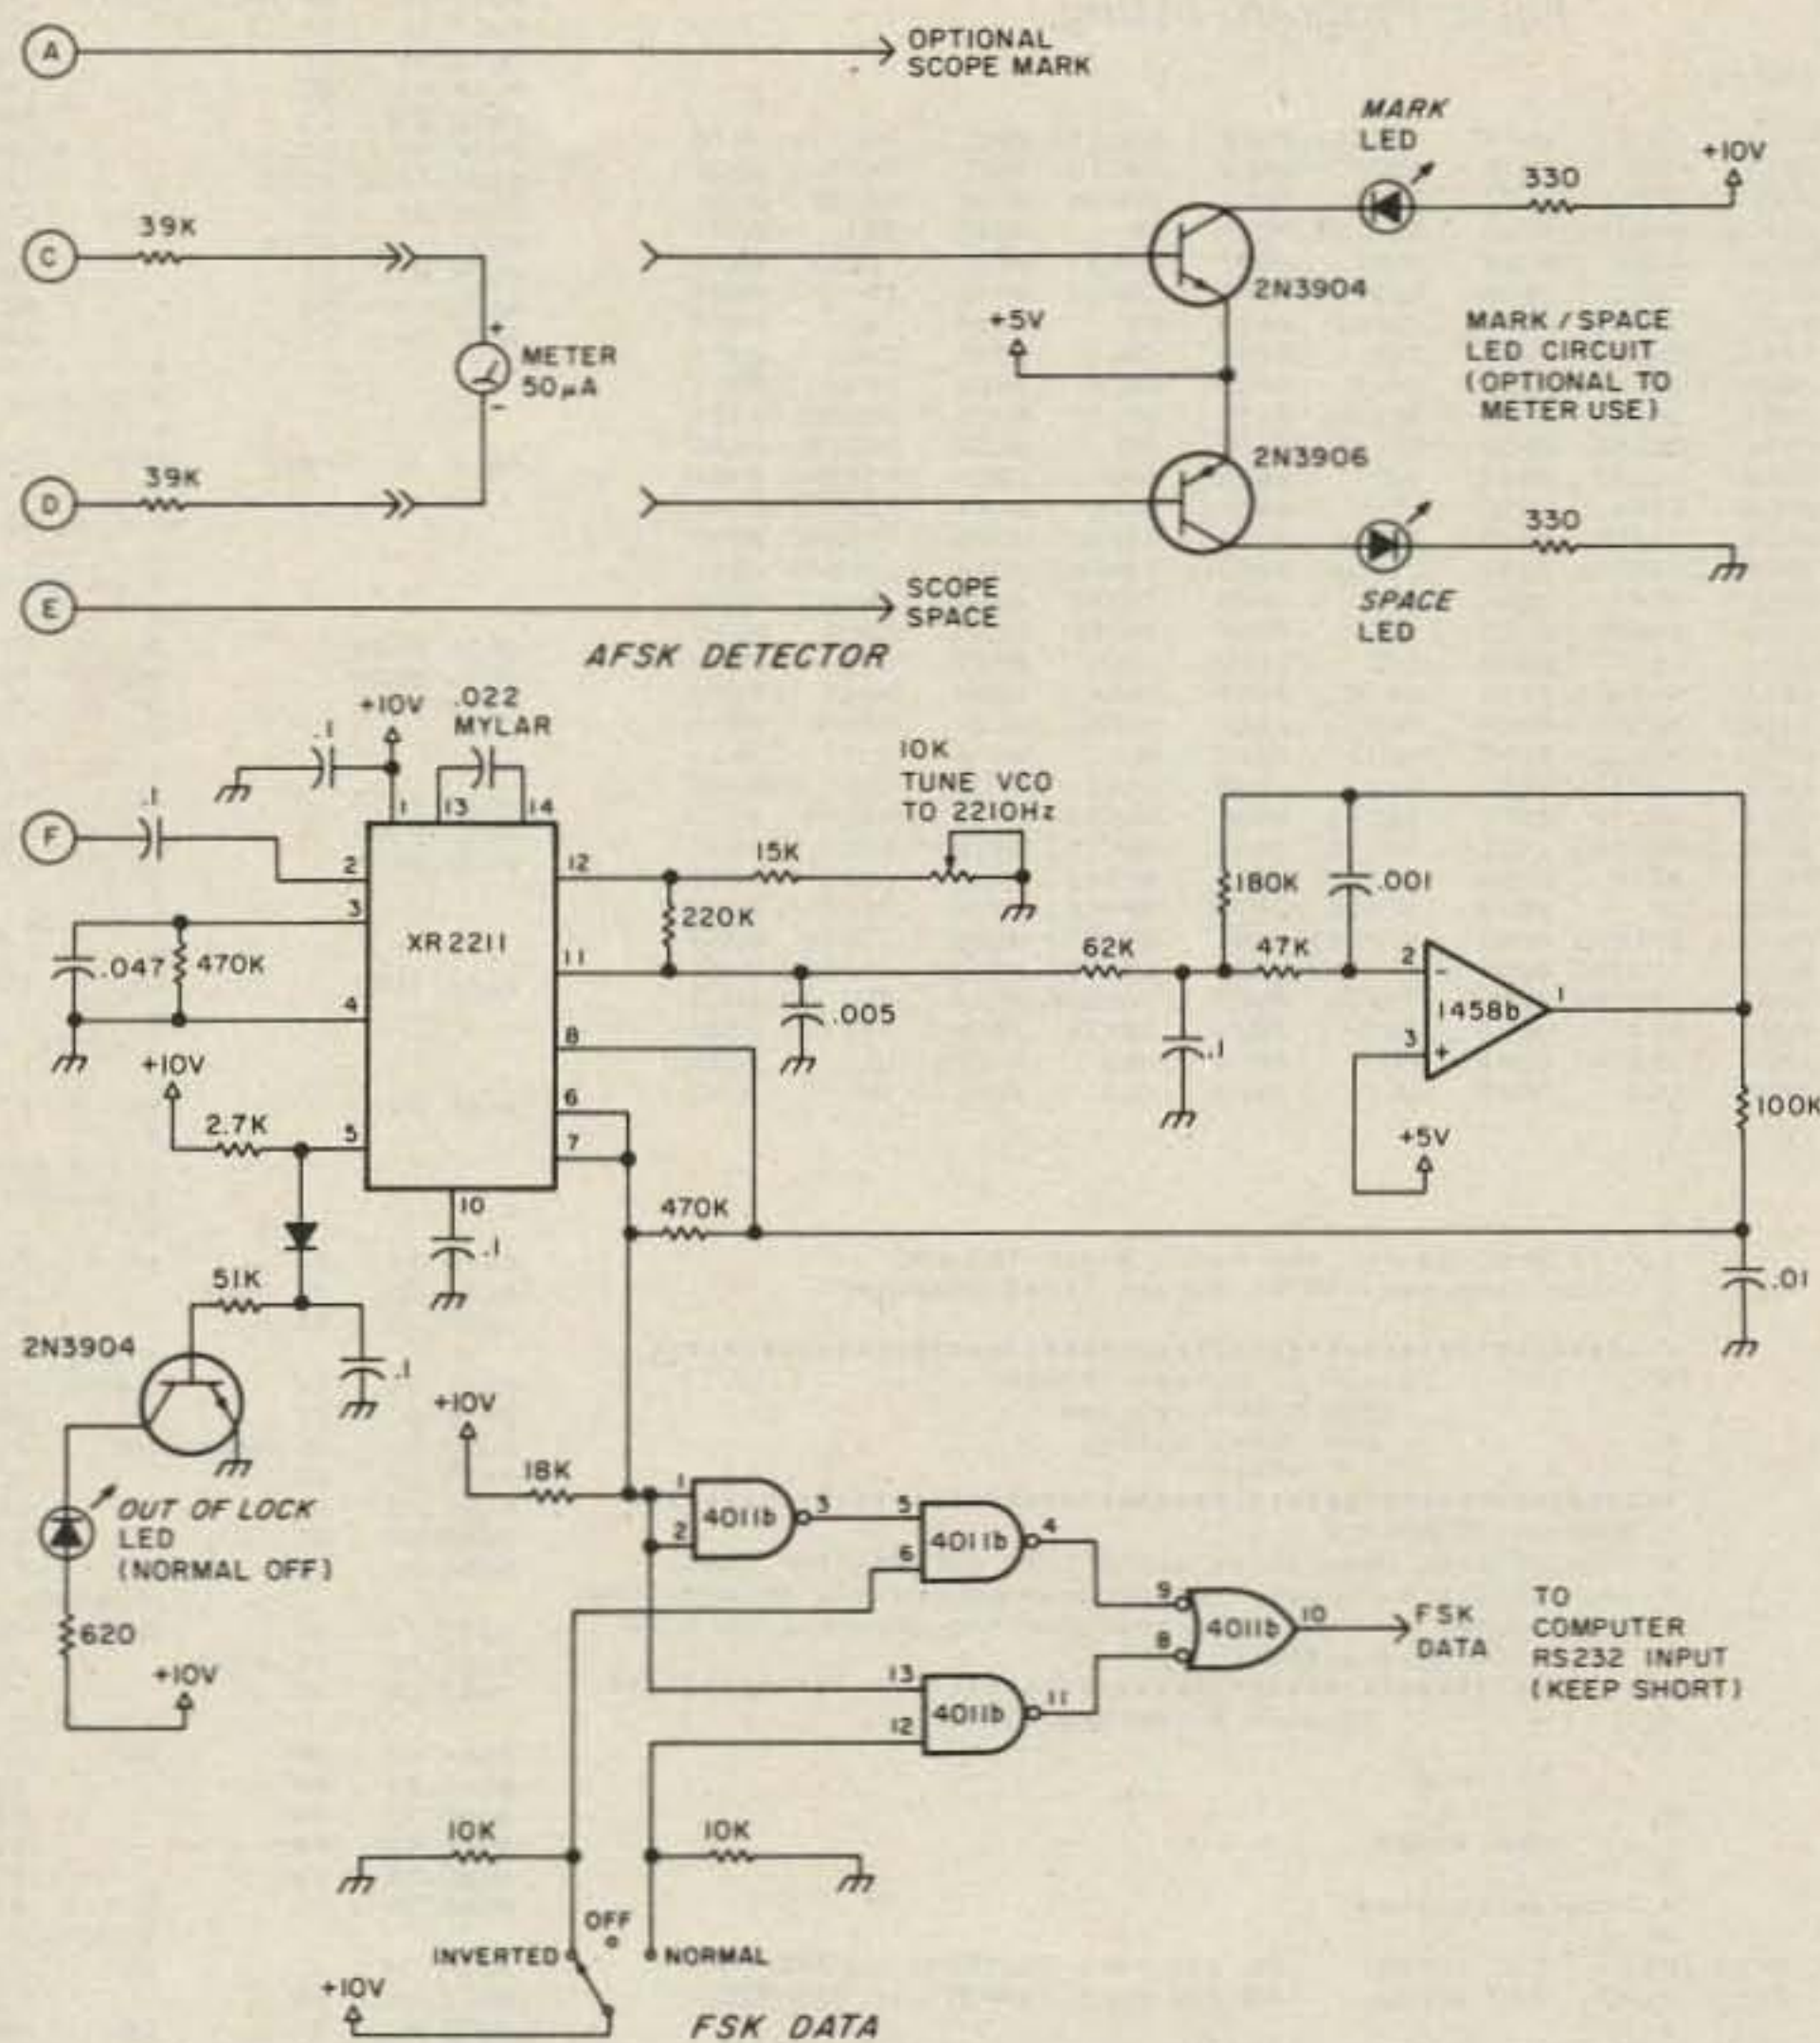 A
OPTIONAL
SCOPE MARK
MARK
LED
330
+10V
C
39K
+
METER
50µA
-
2N3904
+5V
MARK / SPACE
LED CIRCUIT
(OPTIONAL TO
METER USE)
D
39K
2N3906
330
SPACE
LED
E
SCOPE
SPACE
AFSK DETECTOR
+10V
.1
.022
MYLAR
10K
TUNE VCO
TO 2210Hz
F
.1
1
13
14
2
3
4
5
XR2211
12
11
8
6
7
10
15K
220K
.047
470K
.005
62K
.1
180K
.001
47K
2
-
3
+
1458b
1
+5V
100K
+10V
2.7K
470K
.1
.01
51K
2N3904
.1
+10V
18K
OUT OF LOCK
LED
(NORMAL OFF)
620
+10V
1
2
4011b
3
5
6
4011b
4
9
8
4011b
10
FSK
DATA
TO
COMPUTER
RS232 INPUT
(KEEP SHORT)
13
12
4011b
11
10K
10K
OFF
INVERTED
NORMAL
+10V
FSK DATA